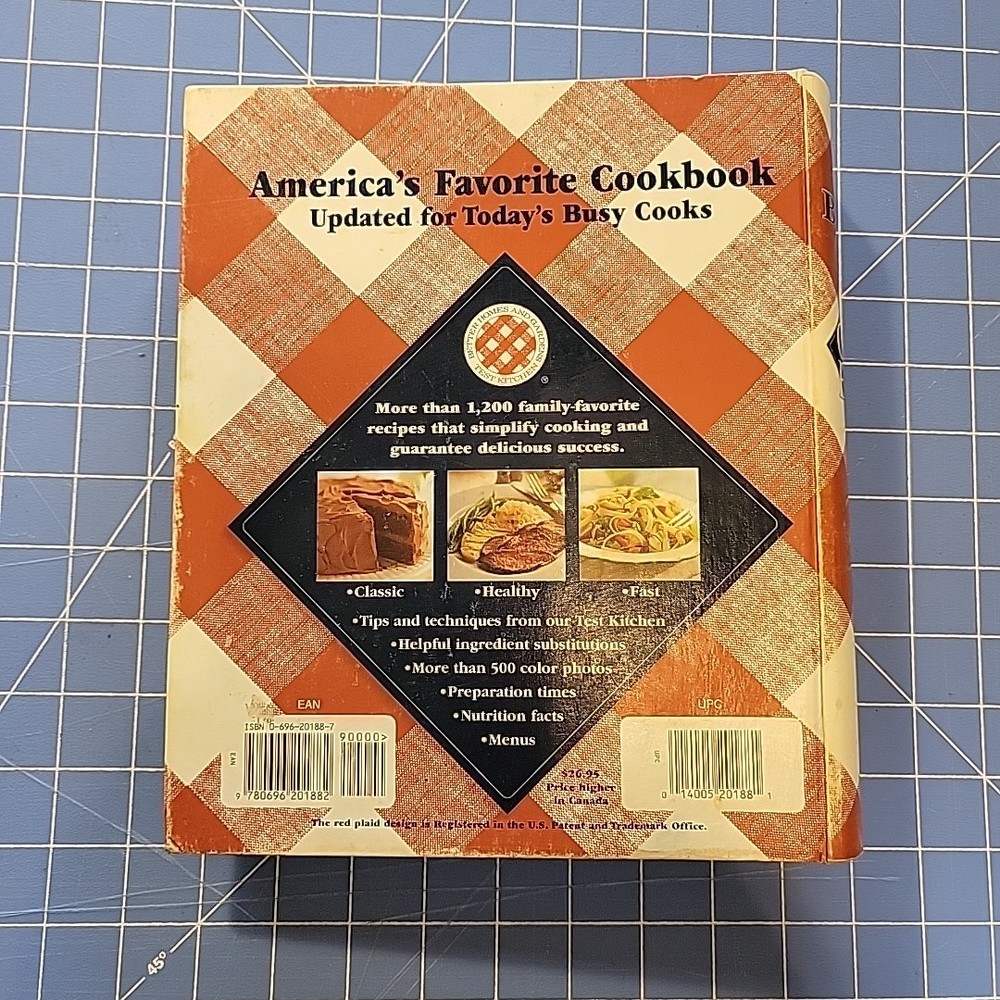 America's Favorite Cookbook
Updated for Today's Busy Cooks
BETTER HOMES AND GARDENS
TEST KITCHEN
®
More than 1,200 family-favorite
recipes that simplify cooking and
guarantee delicious success.
•Classic
•Healthy
•Fast
•Tips and techniques from our Test Kitchen
•Helpful ingredient substitutions
•More than 500 color photos
•Preparation times
•Nutrition facts
•Menus
EAN
ISBN 0-696-20188-7
90000>
EAN
9 780696 201882
$26.95
Price higher
in Canada
UPC
UPC
0 14005 20188 1
The red plaid design is Registered in the U.S. Patent and Trademark Office.
45°